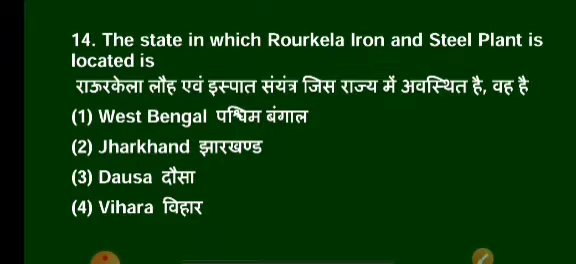 14. The state in which Rourkela Iron and Steel Plant is
located is
राऊरकेला लौह एवं इस्पात संयंत्र जिस राज्य में अवस्थित है, वह है
(1) West Bengal पश्चिम बंगाल
(2) Jharkhand झारखण्ड
(3) Dausa दौसा
(4) Vihara विहार